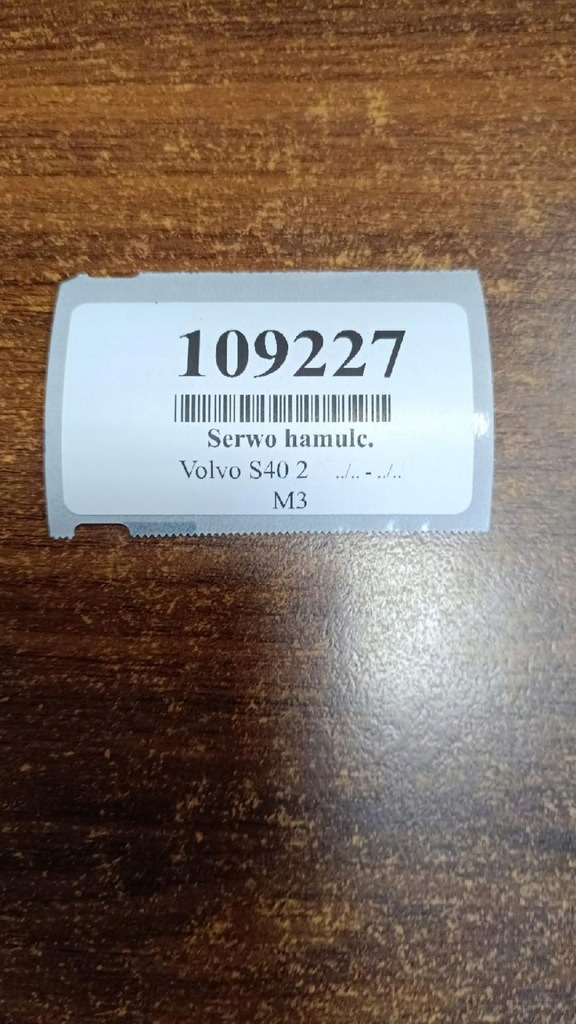 109227
Serwo hamulc.
Volvo S40 2 ../.. - ../..
M3